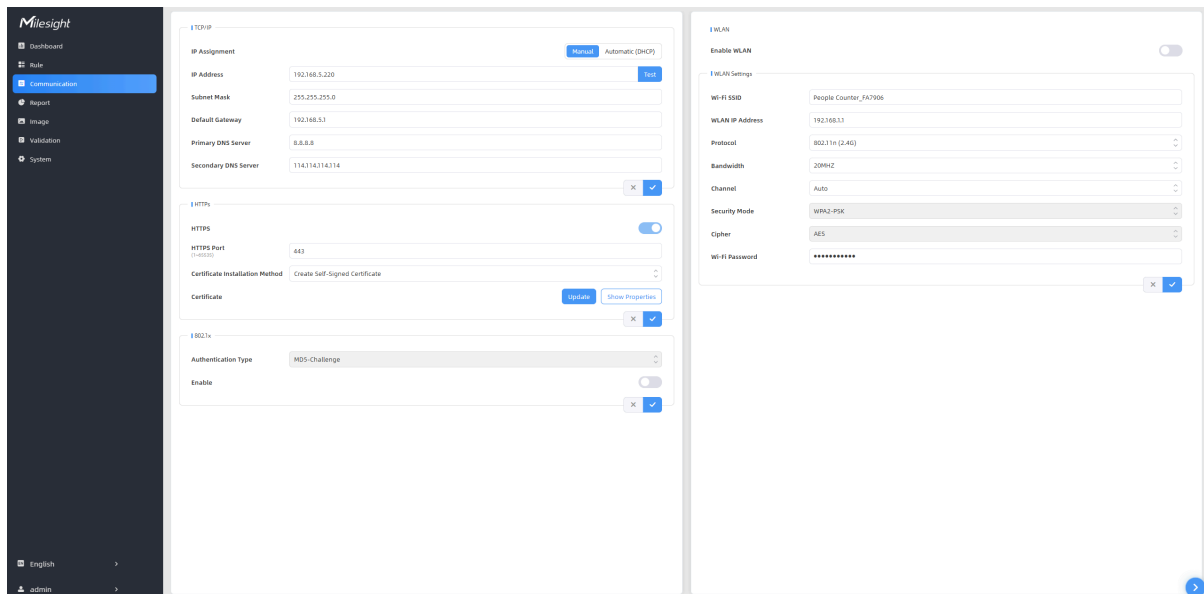 Milesight
Dashboard
Rule
Communication
Report
Image
Validation
System
English
admin
TCP/IP
IP Assignment Manual Automatic (DHCP)
IP Address 192.168.5.220 Test
Subnet Mask 255.255.255.0
Default Gateway 192.168.5.1
Primary DNS Server 8.8.8.8
Secondary DNS Server 114.114.114.114
HTTPs
HTTPS
HTTPS Port 443
(1~65535)
Certificate Installation Method Create Self-Signed Certificate
Certificate Update Show Properties
802.1x
Authentication Type MD5-Challenge
Enable
WLAN
Enable WLAN
WLAN Settings
Wi-Fi SSID People Counter_FA7906
WLAN IP Address 192.168.1.1
Protocol 802.11n (2.4G)
Bandwidth 20MHZ
Channel Auto
Security Mode WPA2-PSK
Cipher AES
Wi-Fi Password •••••••••••